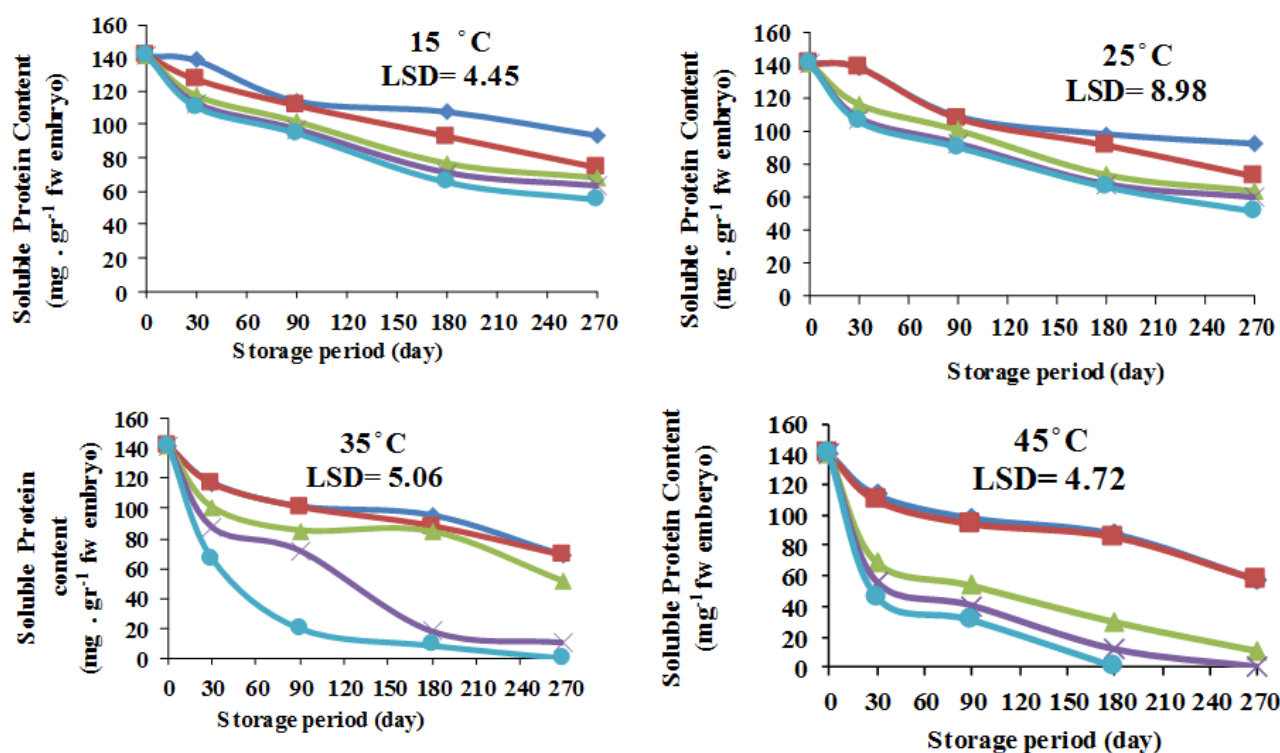 Soluble Protein Content
(mg . gr⁻¹ fw embryo)
160
140
120
100
80
60
40
20
0
15 °C
LSD= 4.45
0 30 60 90 120 150 180 210 240 270
Storage period (day)
Soluble Protein Content
(mg . gr⁻¹ fw embryo)
160
140
120
100
80
60
40
20
0
25°C
LSD= 8.98
0 30 60 90 120 150 180 210 240 270
Storage period (day)
Soluble Protein
content
(mg . gr⁻¹ fw embryo)
160
140
120
100
80
60
40
20
0
35°C
LSD= 5.06
0 30 60 90 120 150 180 210 240 270
Storage period (day)
Soluble Protein Content
(mg⁻¹ fw embryo)
160
140
120
100
80
60
40
20
0
45°C
LSD= 4.72
0 30 60 90 120 150 180 210 240 270
Storage period (day)